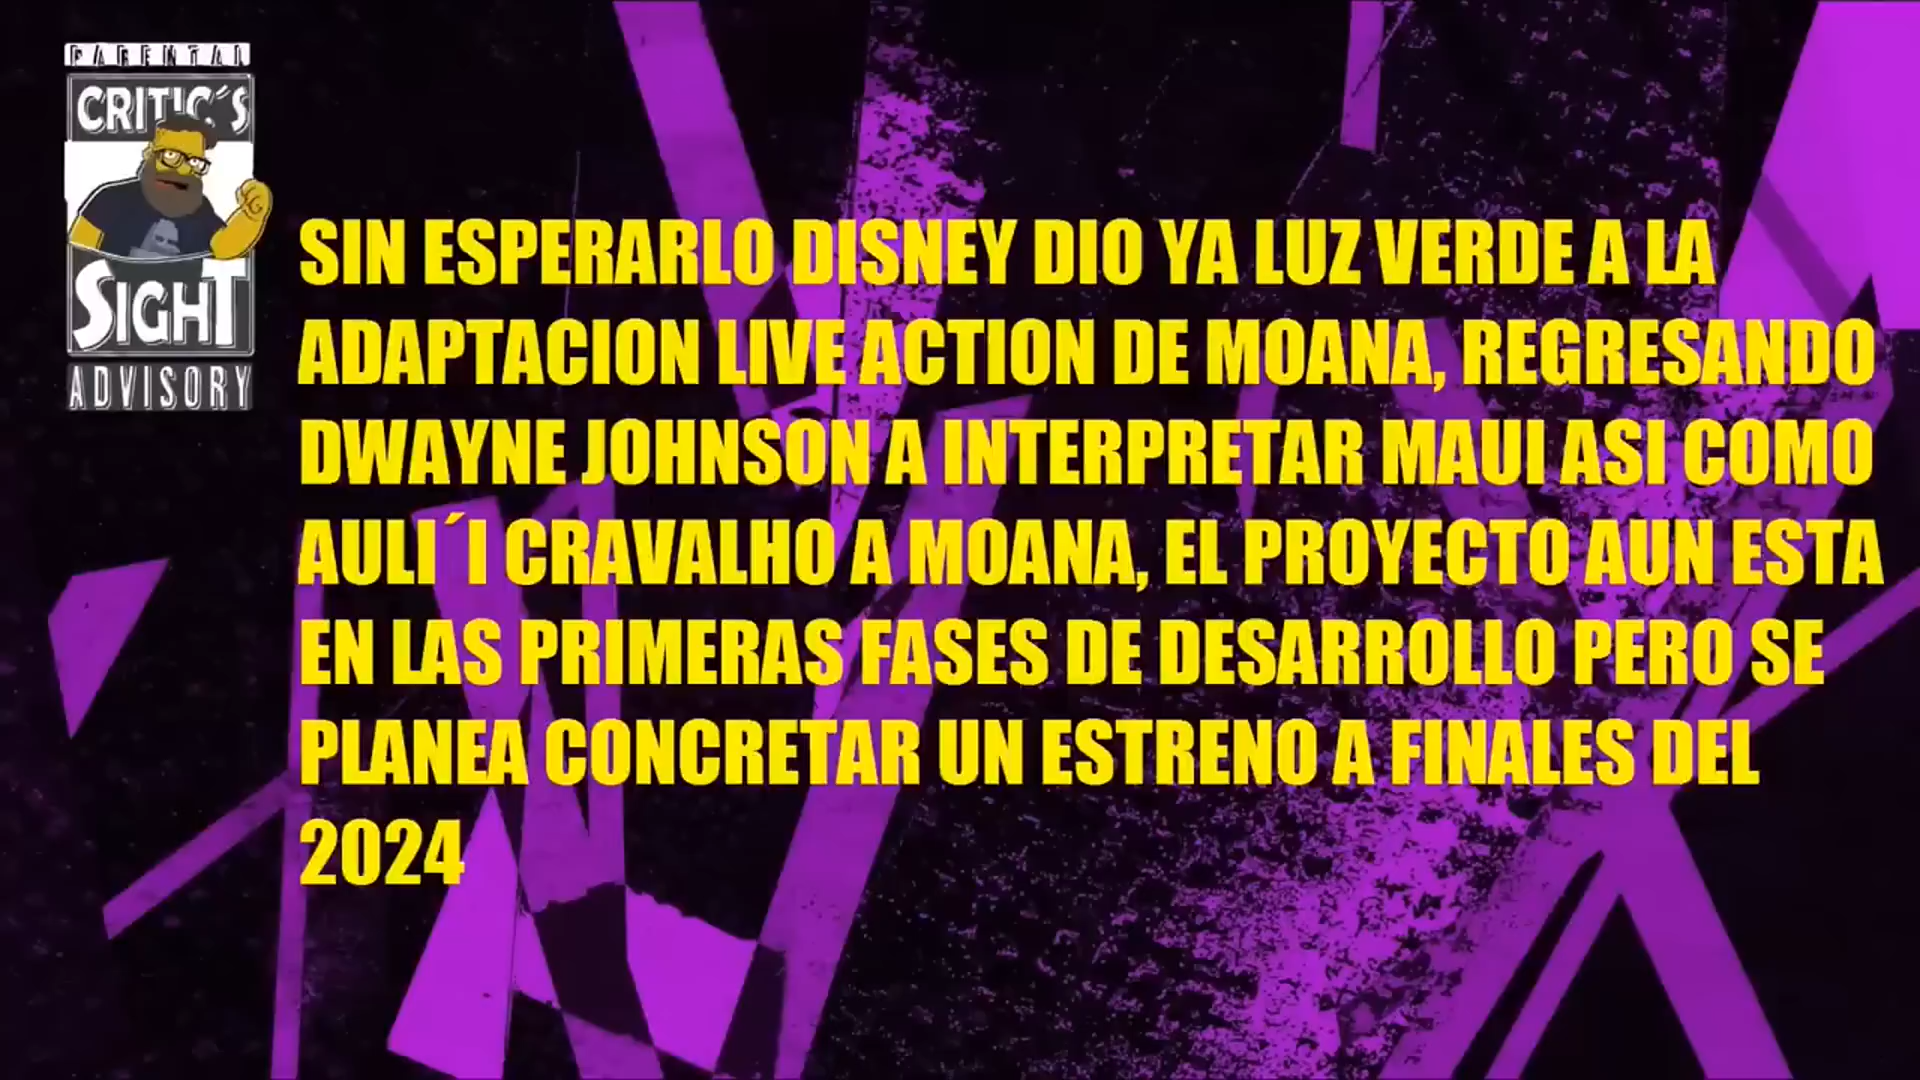 PARENTAL
CRITIC´S
SIGHT
ADVISORY
SIN ESPERARLO DISNEY DIO YA LUZ VERDE A LA
ADAPTACION LIVE ACTION DE MOANA, REGRESANDO
DWAYNE JOHNSON A INTERPRETAR MAUI ASI COMO
AULI´I CRAVALHO A MOANA, EL PROYECTO AUN ESTA
EN LAS PRIMERAS FASES DE DESARROLLO PERO SE
PLANEA CONCRETAR UN ESTRENO A FINALES DEL
2024